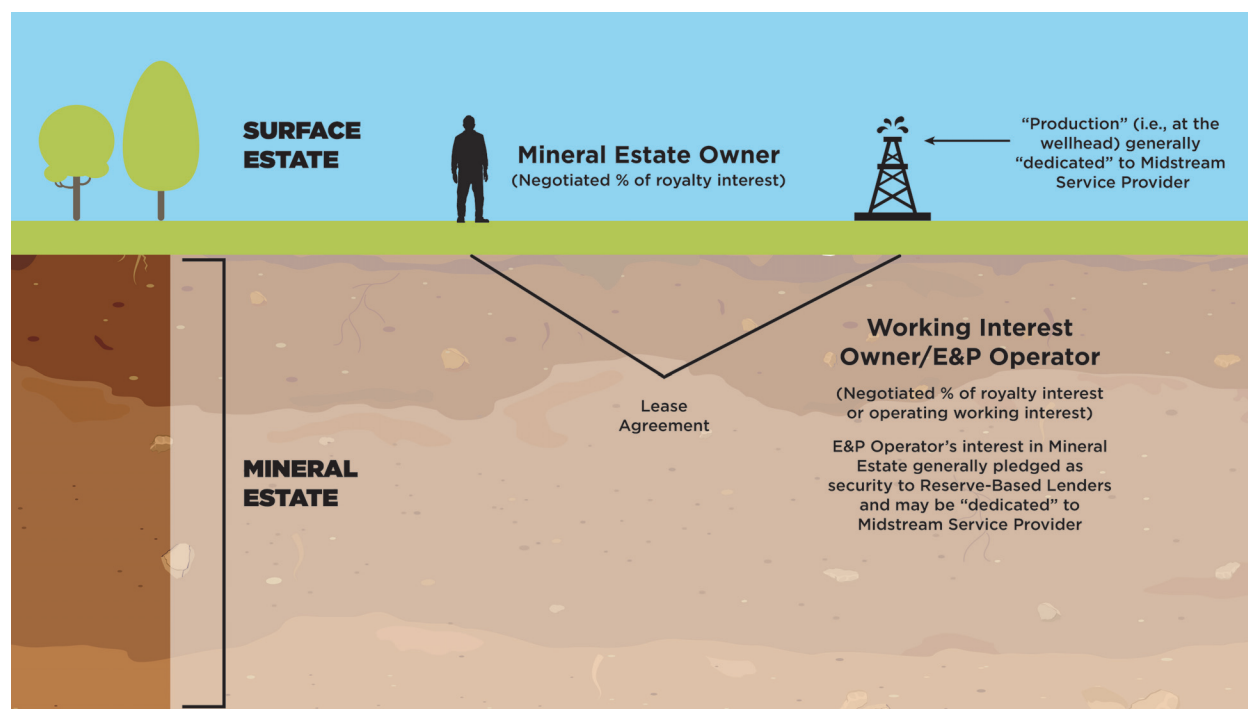 SURFACE
ESTATE
Mineral Estate Owner
(Negotiated % of royalty interest)
“Production” (i.e., at the
wellhead) generally
“dedicated” to Midstream
Service Provider
Lease
Agreement
Working Interest
Owner/E&P Operator
(Negotiated % of royalty interest
or operating working interest)
E&P Operator’s interest in Mineral
Estate generally pledged as
security to Reserve-Based Lenders
and may be “dedicated” to
Midstream Service Provider
MINERAL
ESTATE